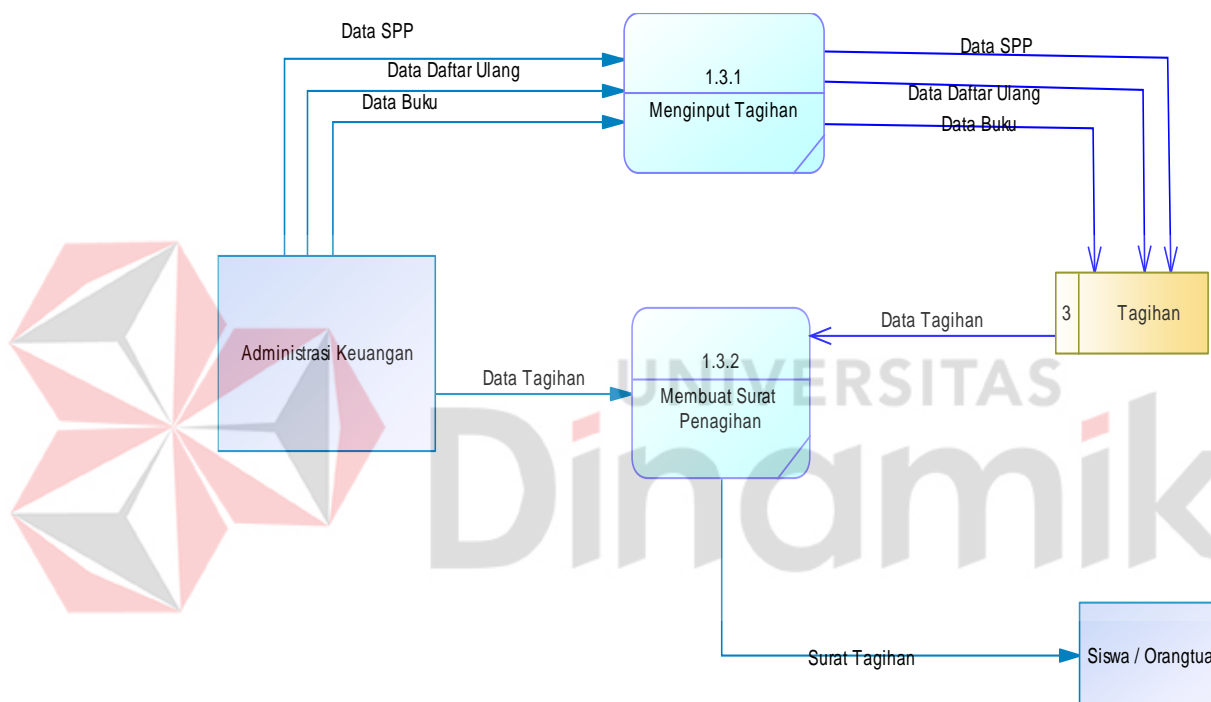 Data SPP
Data Daftar Ulang
Data Buku
1.3.1
Menginput Tagihan
Data SPP
Data Daftar Ulang
Data Buku
Administrasi Keuangan
3
Tagihan
Data Tagihan
Data Tagihan
1.3.2
Membuat Surat
Penagihan
UNIVERSITAS
Dinamik
Surat Tagihan
Siswa / Orangtua